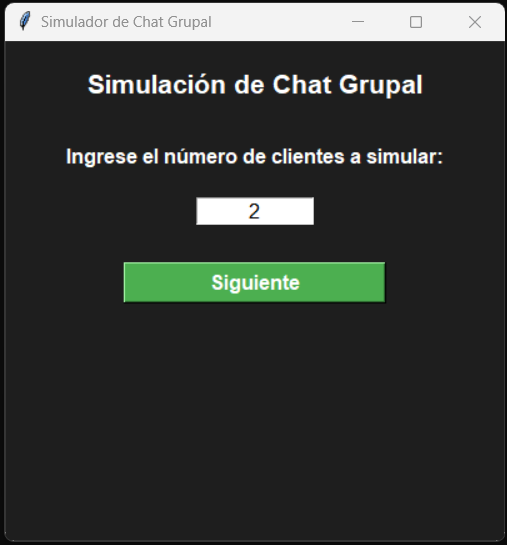 Simulador de Chat Grupal
Simulación de Chat Grupal
Ingrese el número de clientes a simular:
2
Siguiente